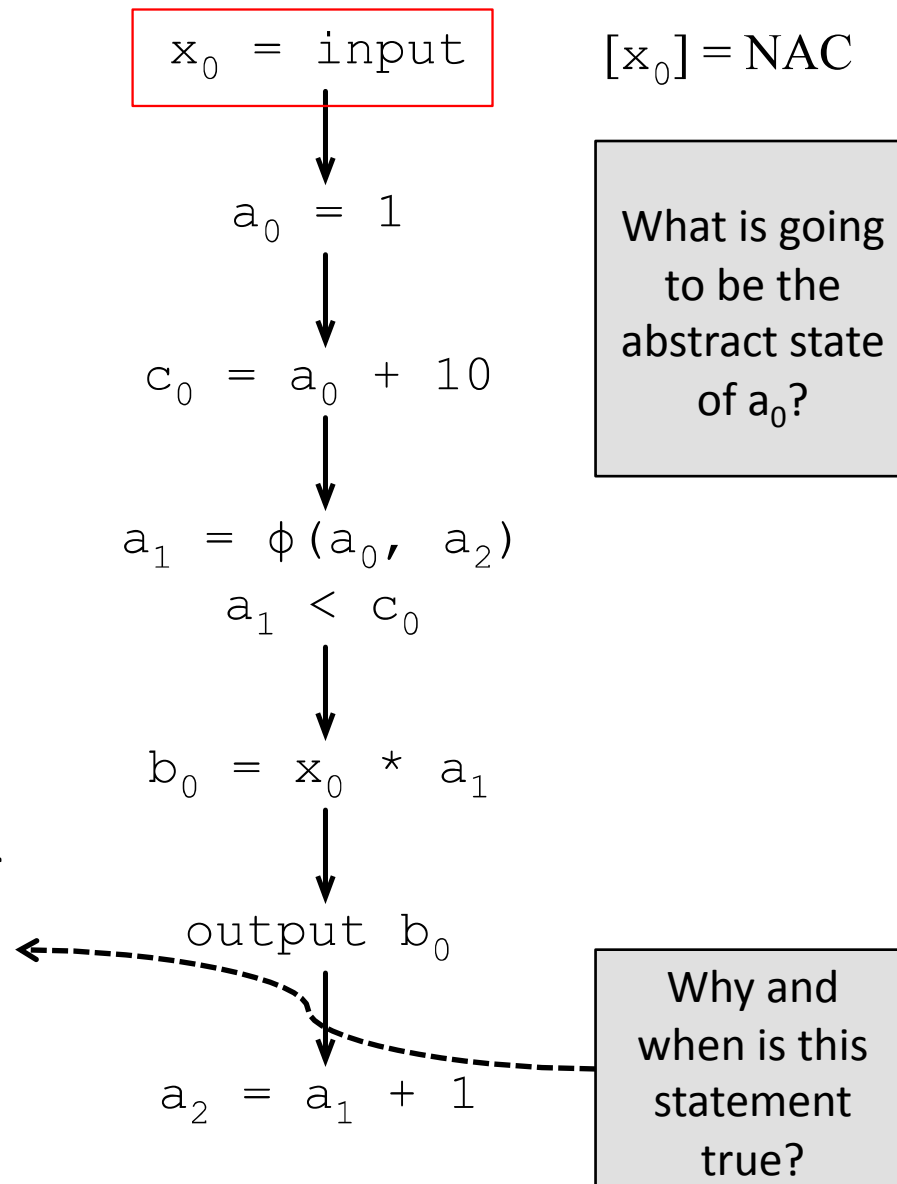 x₀ = input
[x₀] = NAC
a₀ = 1
What is going
to be the
abstract state
of a₀?
c₀ = a₀ + 10
a₁ = ϕ(a₀, a₂)
a₁ < c₀
b₀ = x₀ * a₁
output b₀
Why and
when is this
statement
true?
a₂ = a₁ + 1